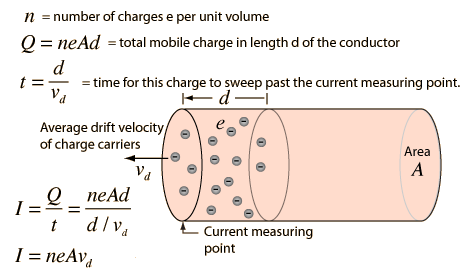 n = number of charges e per unit volume
Q = neAd = total mobile charge in length d of the conductor
t = d / v_d = time for this charge to sweep past the current measuring point.
d
Average drift velocity
of charge carriers
e
v_d
Area
A
I = Q / t = neAd / d / v_d
Current measuring
point
I = neAv_d